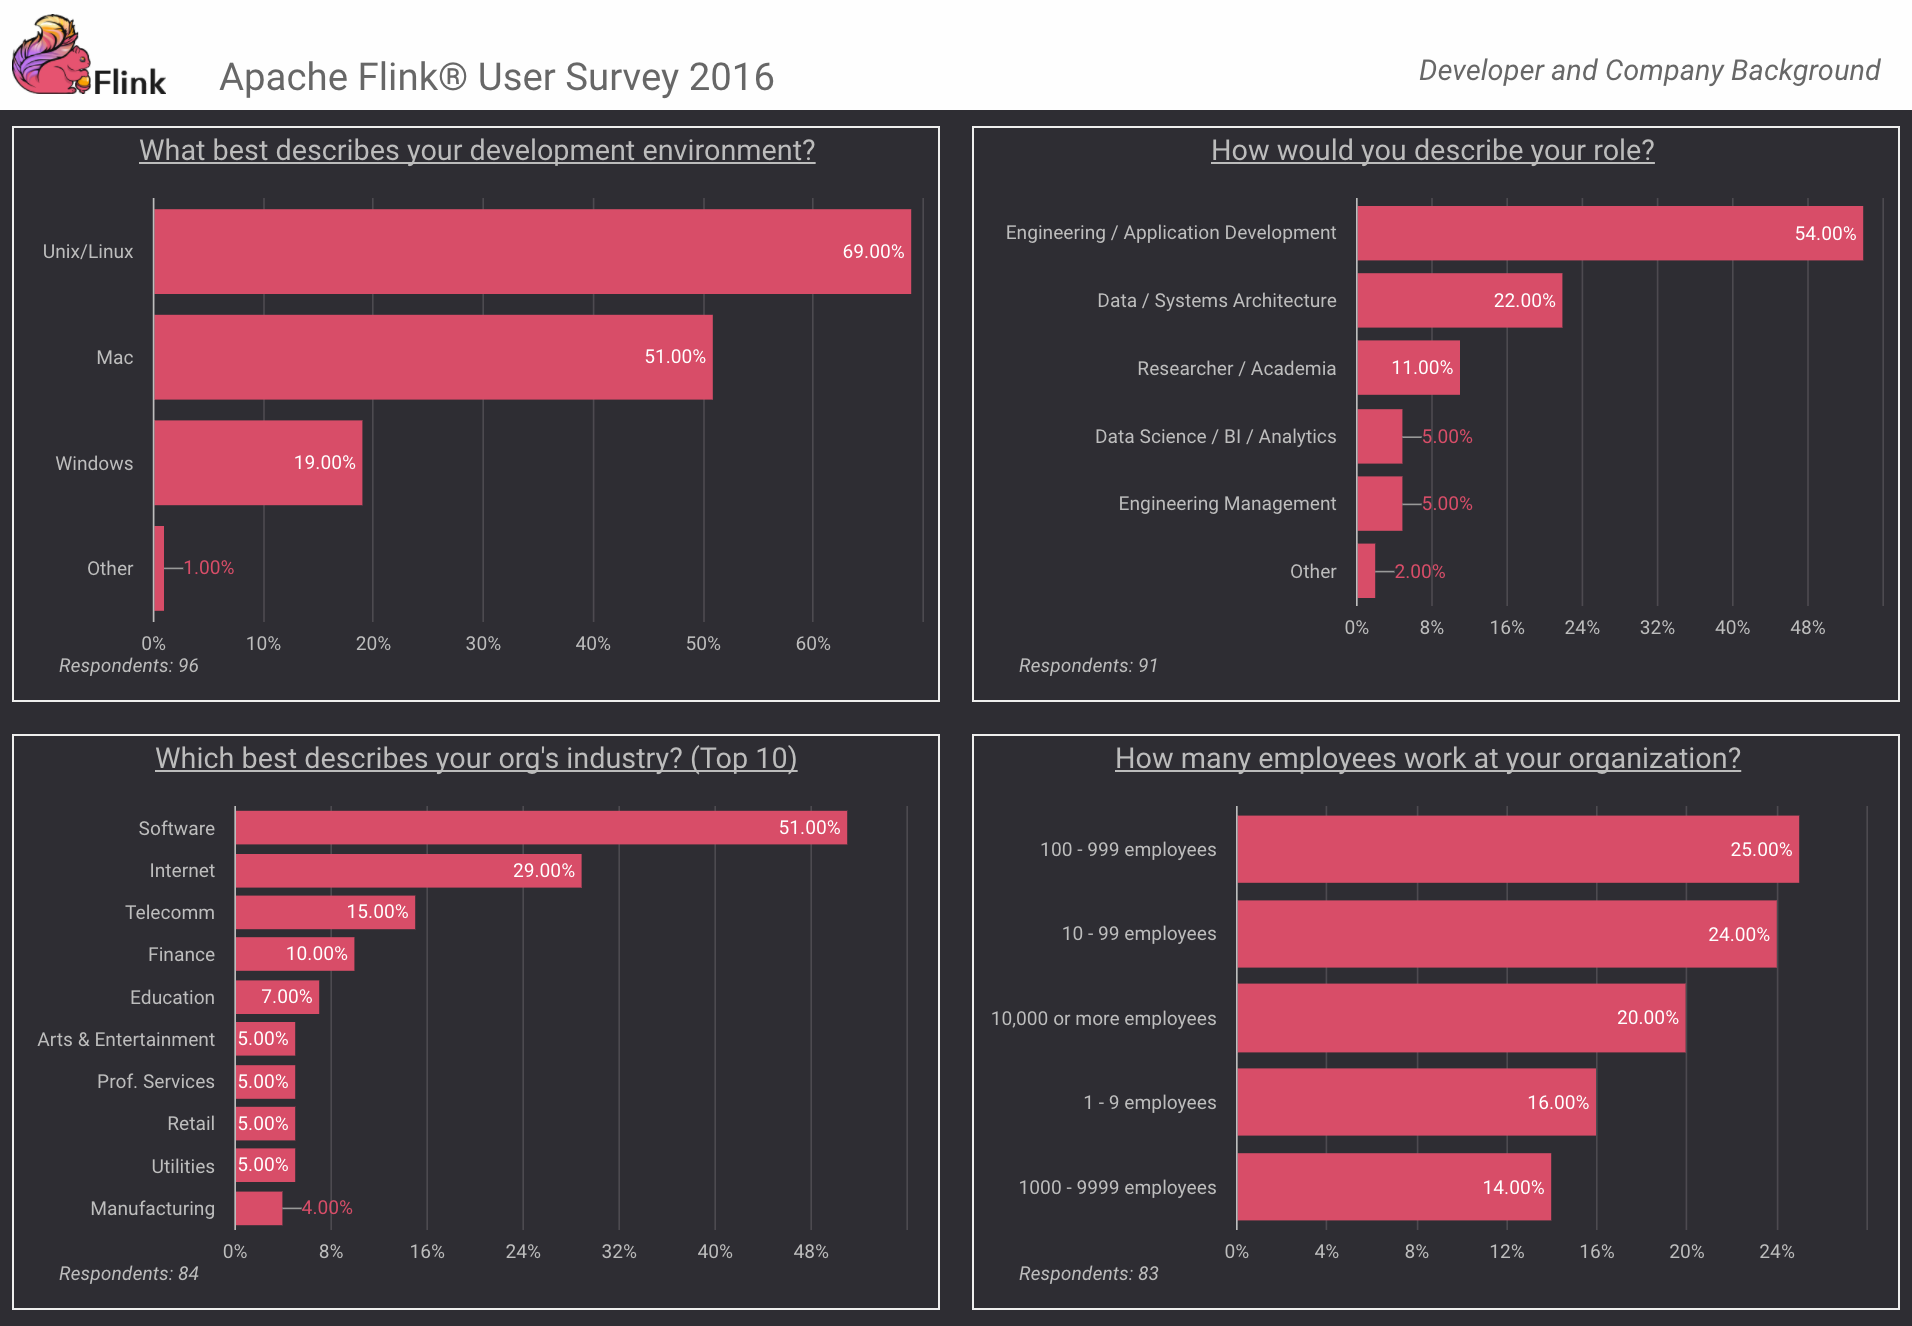 Flink
Apache Flink® User Survey 2016
Developer and Company Background
What best describes your development environment?
Unix/Linux 69.00%
Mac 51.00%
Windows 19.00%
Other 1.00%
0% 10% 20% 30% 40% 50% 60%
Respondents: 96
How would you describe your role?
Engineering / Application Development 54.00%
Data / Systems Architecture 22.00%
Researcher / Academia 11.00%
Data Science / BI / Analytics 5.00%
Engineering Management 5.00%
Other 2.00%
0% 8% 16% 24% 32% 40% 48%
Respondents: 91
Which best describes your org's industry? (Top 10)
Software 51.00%
Internet 29.00%
Telecomm 15.00%
Finance 10.00%
Education 7.00%
Arts & Entertainment 5.00%
Prof. Services 5.00%
Retail 5.00%
Utilities 5.00%
Manufacturing 4.00%
0% 8% 16% 24% 32% 40% 48%
Respondents: 84
How many employees work at your organization?
100 - 999 employees 25.00%
10 - 99 employees 24.00%
10,000 or more employees 20.00%
1 - 9 employees 16.00%
1000 - 9999 employees 14.00%
0% 4% 8% 12% 16% 20% 24%
Respondents: 83